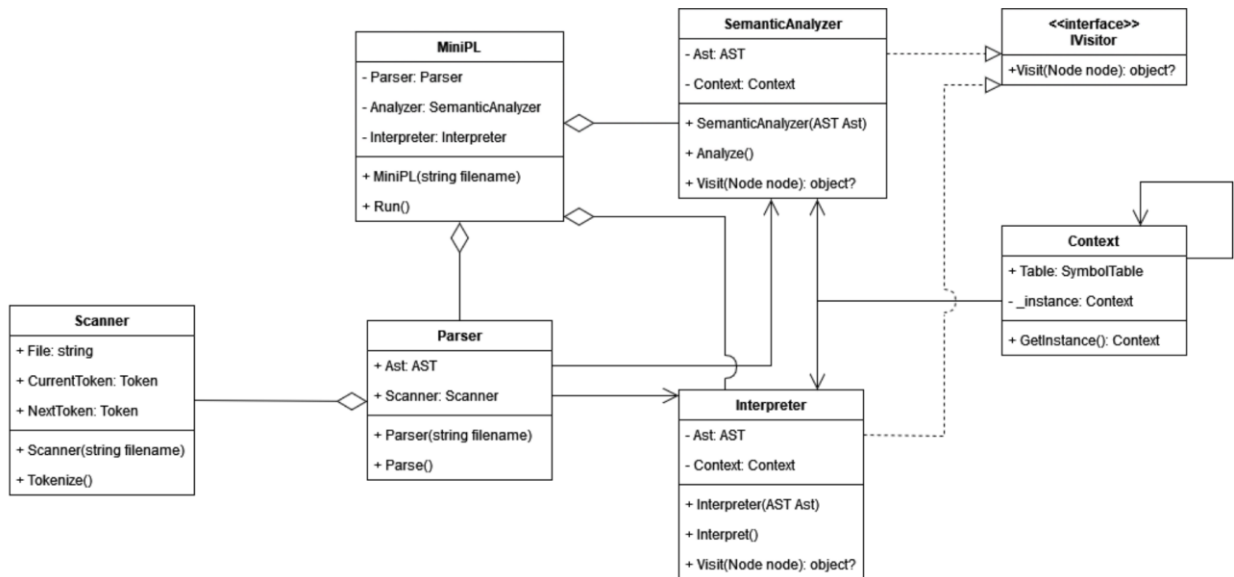 MiniPL
- Parser: Parser
- Analyzer: SemanticAnalyzer
- Interpreter: Interpreter
+ MiniPL(string filename)
+ Run()
SemanticAnalyzer
- Ast: AST
- Context: Context
+ SemanticAnalyzer(AST Ast)
+ Analyze()
+ Visit(Node node): object?
<<interface>>
IVisitor
+Visit(Node node): object?
Context
+ Table: SymbolTable
- _instance: Context
+ GetInstance(): Context
Scanner
+ File: string
+ CurrentToken: Token
+ NextToken: Token
+ Scanner(string filename)
+ Tokenize()
Parser
+ Ast: AST
+ Scanner: Scanner
+ Parser(string filename)
+ Parse()
Interpreter
- Ast: AST
- Context: Context
+ Interpreter(AST Ast)
+ Interpret()
+ Visit(Node node): object?